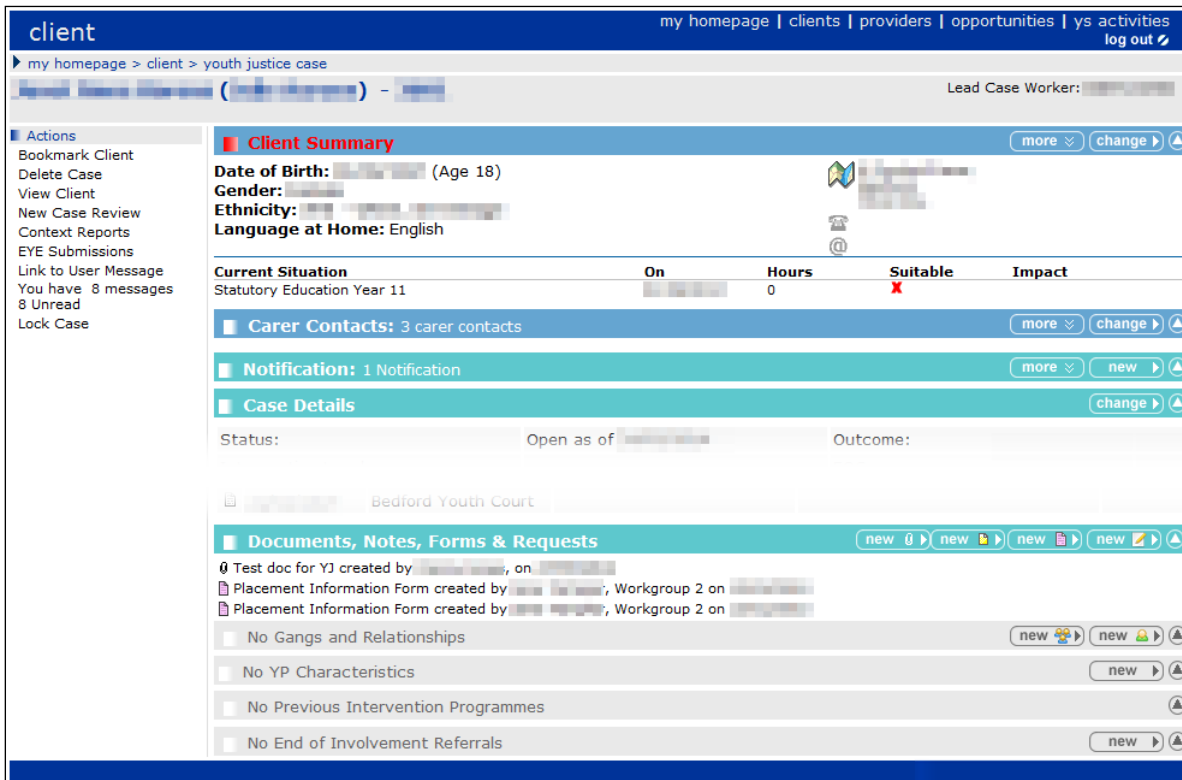 client
my homepage | clients | providers | opportunities | ys activities
log out
my homepage > client > youth justice case
( ) -
Lead Case Worker:
Actions
Bookmark Client
Delete Case
View Client
New Case Review
Context Reports
EYE Submissions
Link to User Message
You have 8 messages
8 Unread
Lock Case
Client Summary more change
Date of Birth: (Age 18)
Gender:
Ethnicity:
Language at Home: English
@
Current Situation On Hours Suitable Impact
Statutory Education Year 11 0 X
Carer Contacts: 3 carer contacts more change
Notification: 1 Notification more new
Case Details change
Status: Open as of Outcome:
Bedford Youth Court
Documents, Notes, Forms & Requests new new new new
Test doc for YJ created by , on
Placement Information Form created by , Workgroup 2 on
Placement Information Form created by , Workgroup 2 on
No Gangs and Relationships new new
No YP Characteristics new
No Previous Intervention Programmes
No End of Involvement Referrals new